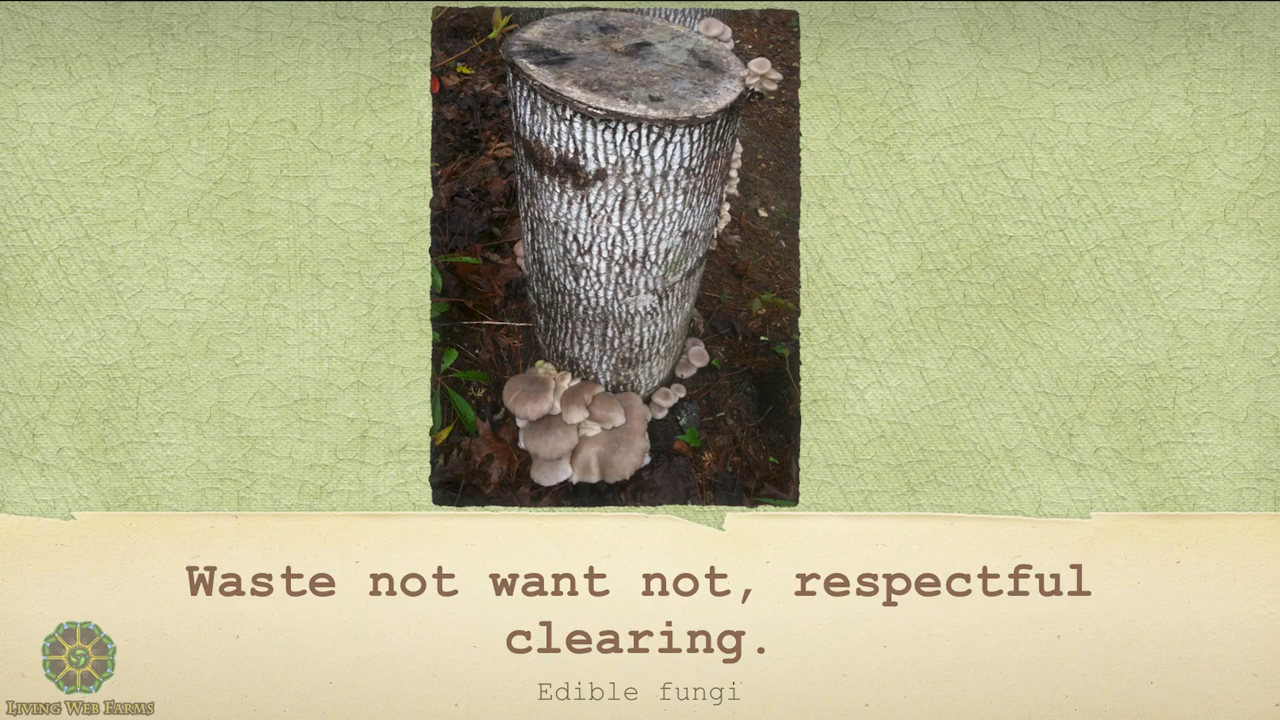 Waste not want not, respectful
clearing.
Edible fungi
Living Web Farms